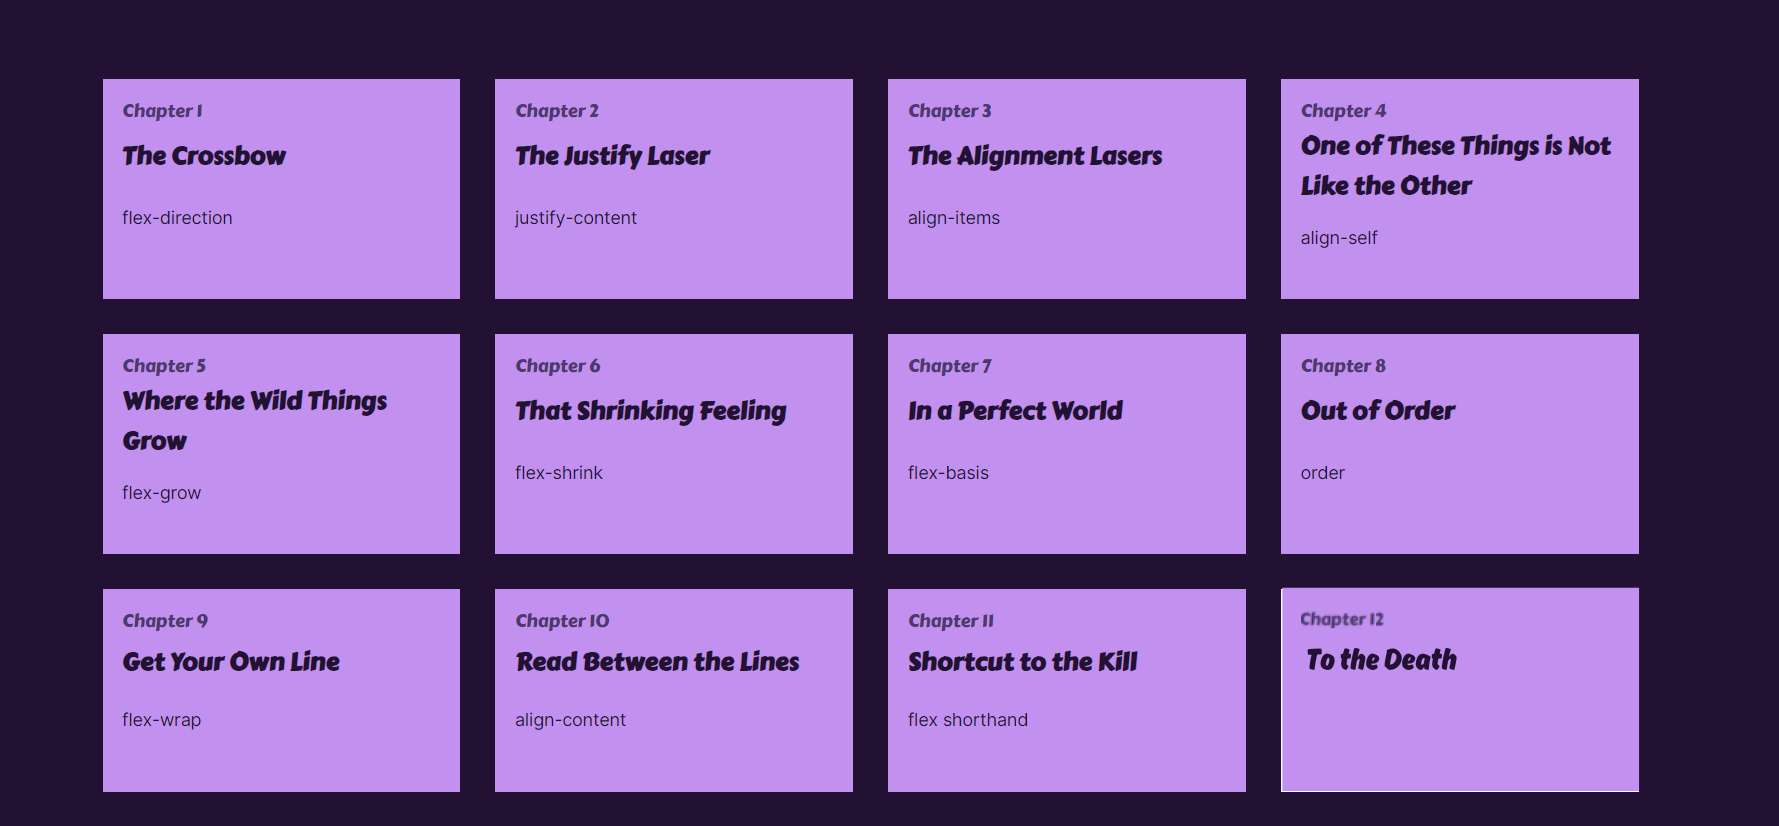 Chapter 1
The Crossbow
flex-direction
Chapter 2
The Justify Laser
justify-content
Chapter 3
The Alignment Lasers
align-items
Chapter 4
One of These Things is Not
Like the Other
align-self
Chapter 5
Where the Wild Things
Grow
flex-grow
Chapter 6
That Shrinking Feeling
flex-shrink
Chapter 7
In a Perfect World
flex-basis
Chapter 8
Out of Order
order
Chapter 9
Get Your Own Line
flex-wrap
Chapter 10
Read Between the Lines
align-content
Chapter 11
Shortcut to the Kill
flex shorthand
Chapter 12
To the Death